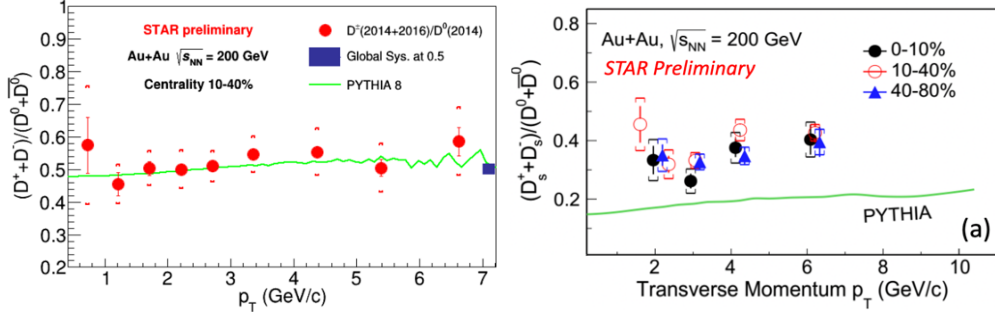 (D⁺+D⁻)/(D⁰+D̅⁰)
1
0.9
0.8
0.7
0.6
0.5
0.4
0.3
0.2
STAR preliminary
Au+Au √sNN = 200 GeV
Centrality 10-40%
D±(2014+2016)/D⁰(2014)
Global Sys. at 0.5
PYTHIA 8
1 2 3 4 5 6 7
pT (GeV/c)
(Ds⁺+Ds⁻)/(D⁰+D̅⁰)
0.8
0.6
0.4
0.2
Au+Au, √sNN = 200 GeV
STAR Preliminary
0-10%
10-40%
40-80%
PYTHIA
(a)
2 4 6 8 10
Transverse Momentum pT (GeV/c)